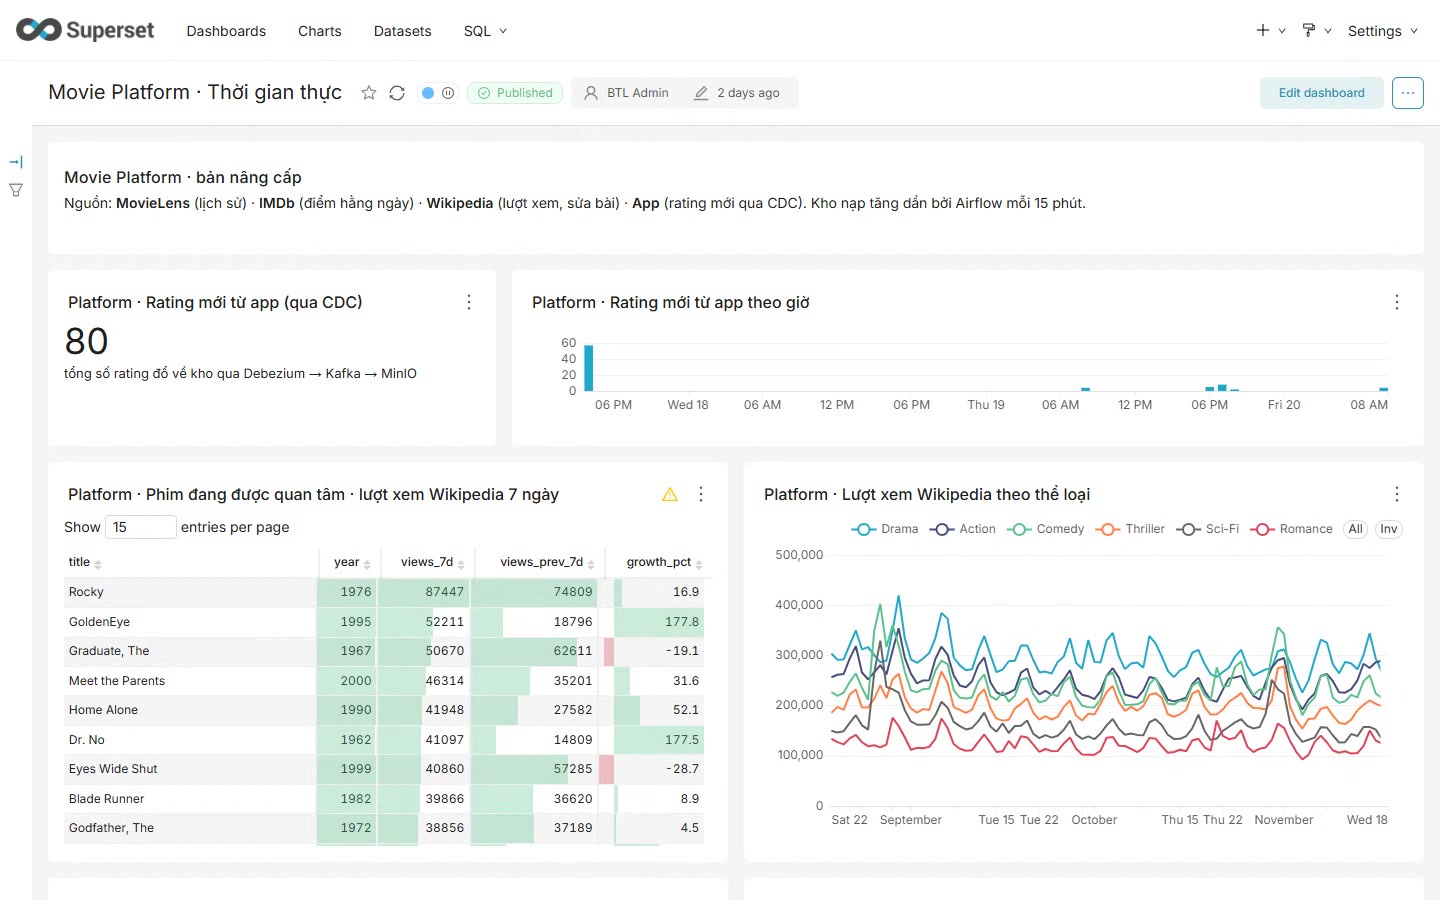 Superset
Dashboards Charts Datasets SQL Settings
Movie Platform · Thời gian thực Published BTL Admin 2 days ago Edit dashboard
Movie Platform · bản nâng cấp
Nguồn: MovieLens (lịch sử) · IMDb (điểm hằng ngày) · Wikipedia (lượt xem, sửa bài) · App (rating mới qua CDC). Kho nạp tăng dần bởi Airflow mỗi 15 phút.
Platform · Rating mới từ app (qua CDC)
80
tổng số rating đổ về kho qua Debezium → Kafka → MinIO
Platform · Rating mới từ app theo giờ
60
40
20
0
06 PM Wed 18 06 AM 12 PM 06 PM Thu 19 06 AM 12 PM 06 PM Fri 20 08 AM
Platform · Phim đang được quan tâm · lượt xem Wikipedia 7 ngày
Show 15 entries per page
title year views_7d views_prev_7d growth_pct
Rocky 1976 87447 74809 16.9
GoldenEye 1995 52211 18796 177.8
Graduate, The 1967 50670 62611 -19.1
Meet the Parents 2000 46314 35201 31.6
Home Alone 1990 41948 27582 52.1
Dr. No 1962 41097 14809 177.5
Eyes Wide Shut 1999 40860 57285 -28.7
Blade Runner 1982 39866 36620 8.9
Godfather, The 1972 38856 37189 4.5
Platform · Lượt xem Wikipedia theo thể loại
Drama Action Comedy Thriller Sci-Fi Romance All Inv
500,000
400,000
300,000
200,000
100,000
0
Sat 22 September Tue 15 Tue 22 October Thu 15 Thu 22 November Wed 18